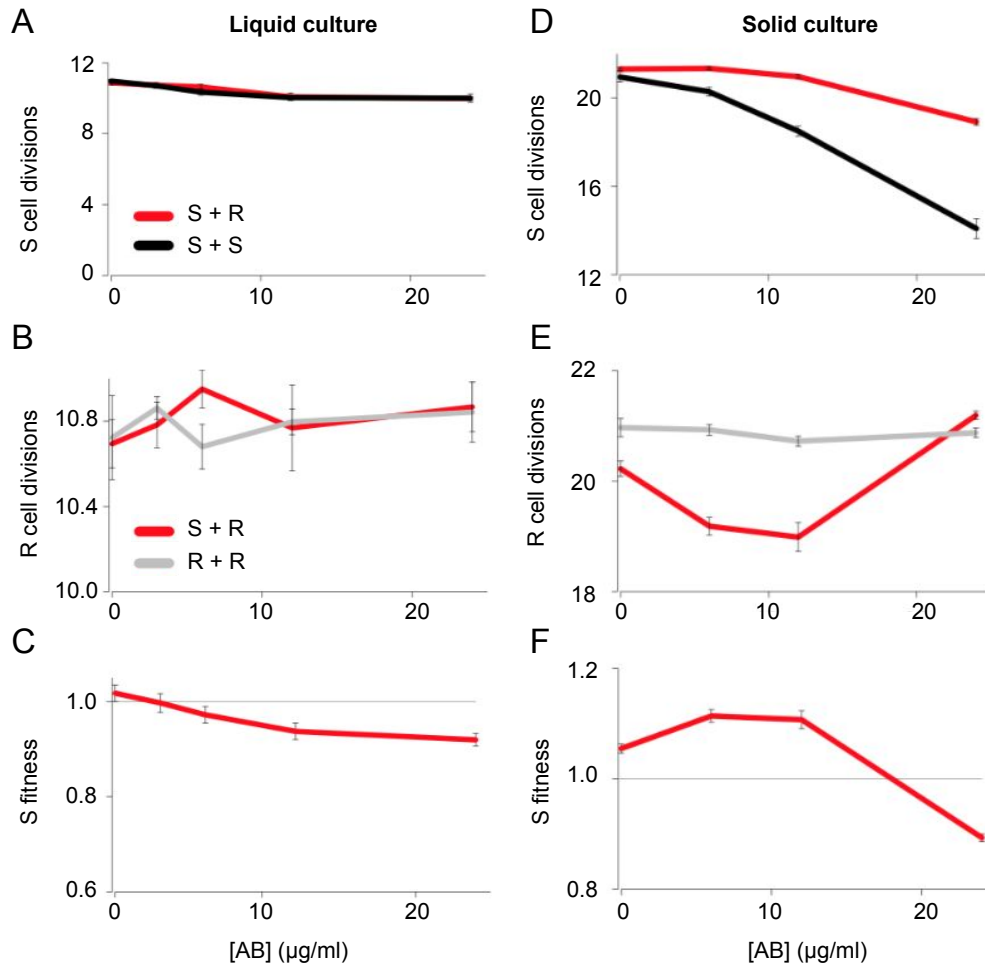 A
Liquid culture
S cell divisions
12
8
4
0
S + R
S + S
0
10
20
B
R cell divisions
10.8
10.4
10.0
S + R
R + R
0
10
20
C
S fitness
1.0
0.8
0.6
0
10
20
[AB] (µg/ml)
D
Solid culture
S cell divisions
20
16
12
0
10
20
E
R cell divisions
22
20
18
0
10
20
F
S fitness
1.2
1.0
0.8
0
10
20
[AB] (µg/ml)